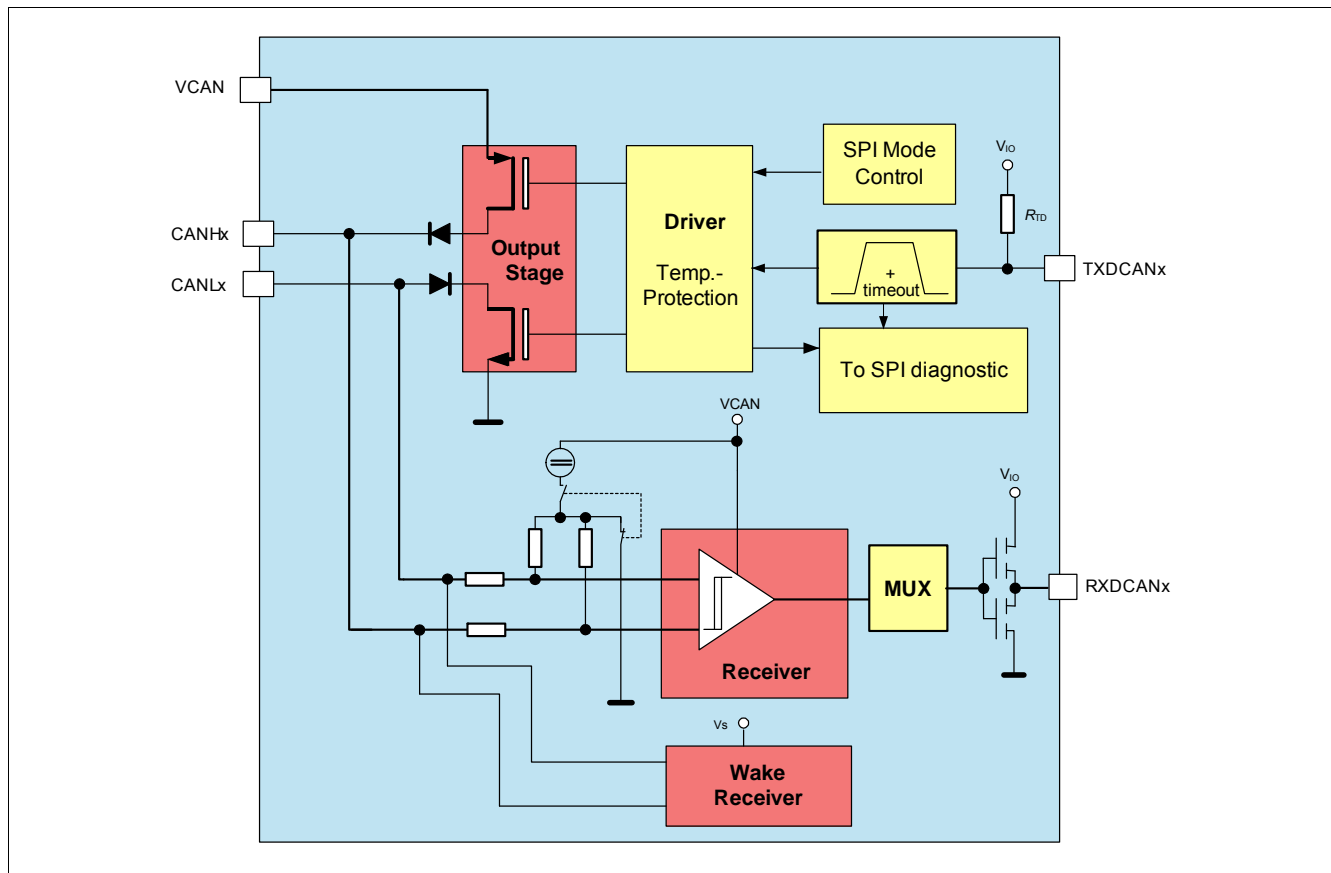 VCAN
CANHx
CANLx
Output
Stage
Driver
Temp.-
Protection
SPI Mode
Control
VIO
RTD
+
timeout
TXDCANx
To SPI diagnostic
VCAN
VIO
MUX
RXDCANx
Receiver
Vs
Wake
Receiver